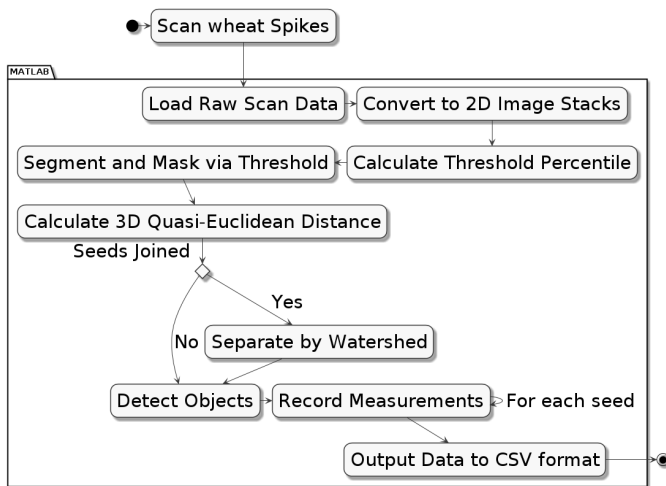 Scan wheat Spikes
MATLAB
Load Raw Scan Data
Convert to 2D Image Stacks
Segment and Mask via Threshold
Calculate Threshold Percentile
Calculate 3D Quasi-Euclidean Distance
Seeds Joined
Yes
No
Separate by Watershed
Detect Objects
Record Measurements
For each seed
Output Data to CSV format